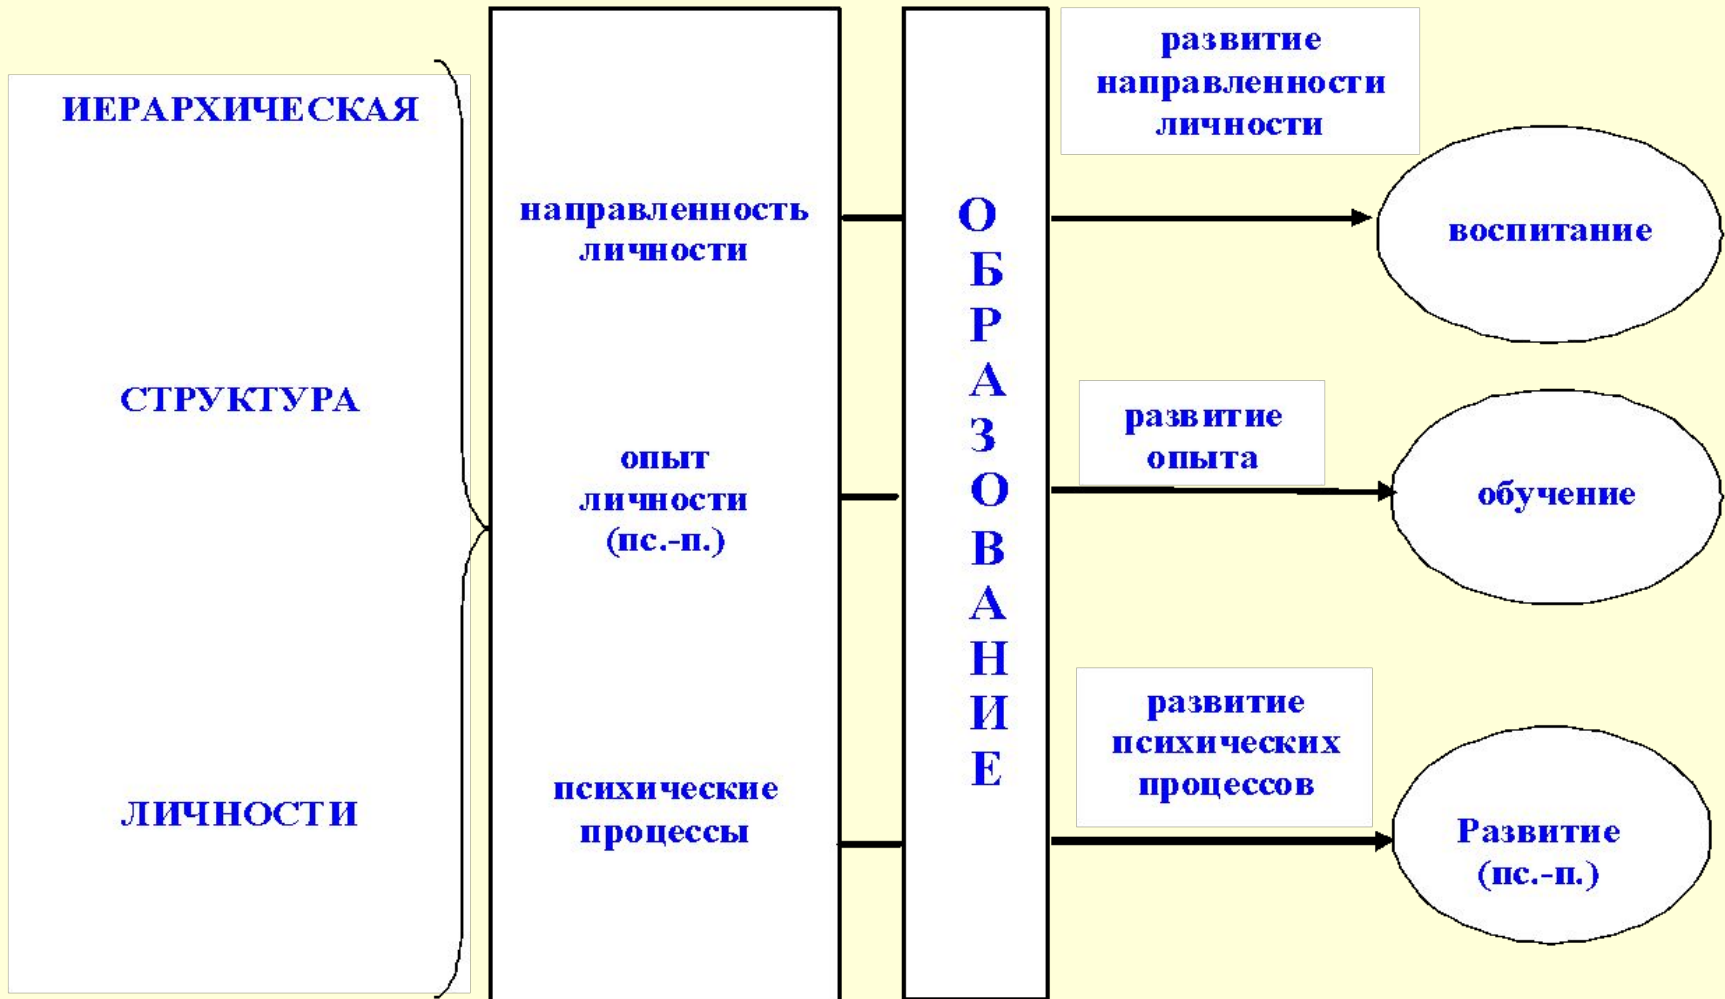 ИЕРАРХИЧЕСКАЯ
СТРУКТУРА
ЛИЧНОСТИ
направленность
личности
опыт
личности
(пс.-п.)
психические
процессы
О
Б
Р
А
З
О
В
А
Н
И
Е
развитие
направленности
личности
воспитание
развитие
опыта
обучение
развитие
психических
процессов
Развитие
(пс.-п.)